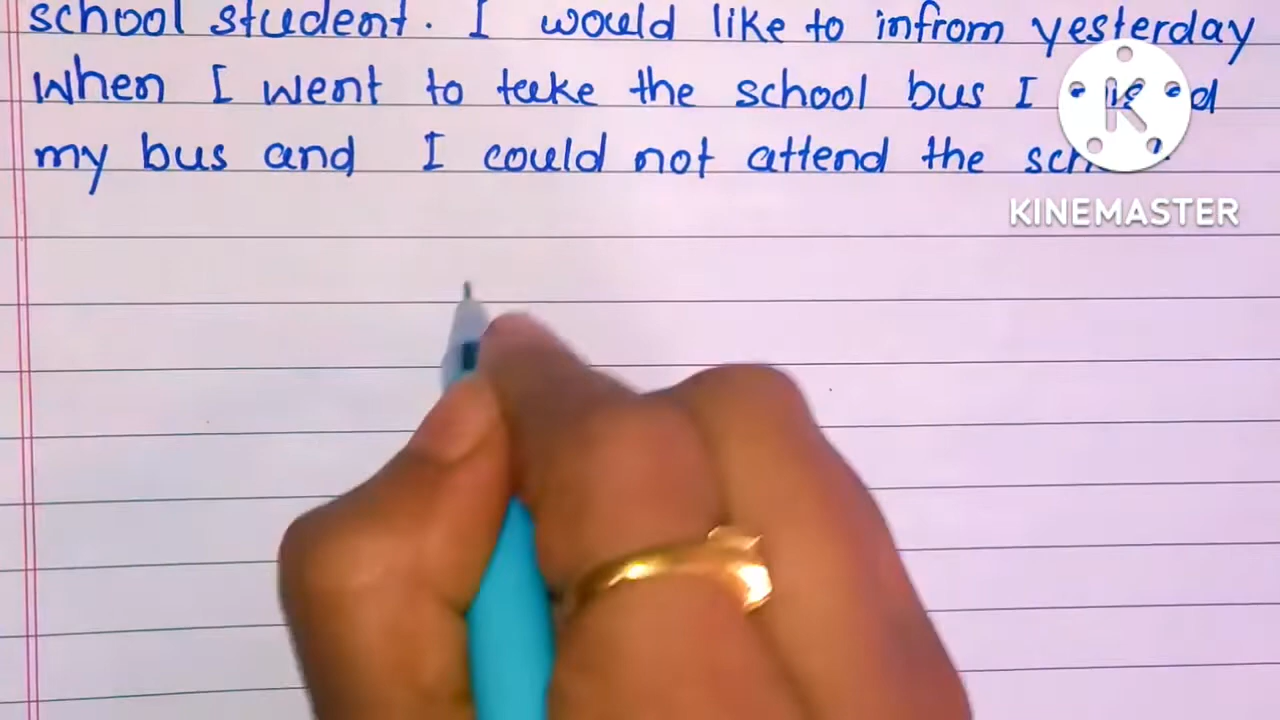 school student. I would like to infrom yesterday
When I went to take the school bus I
my bus and I could not attend the
K
KINEMASTER